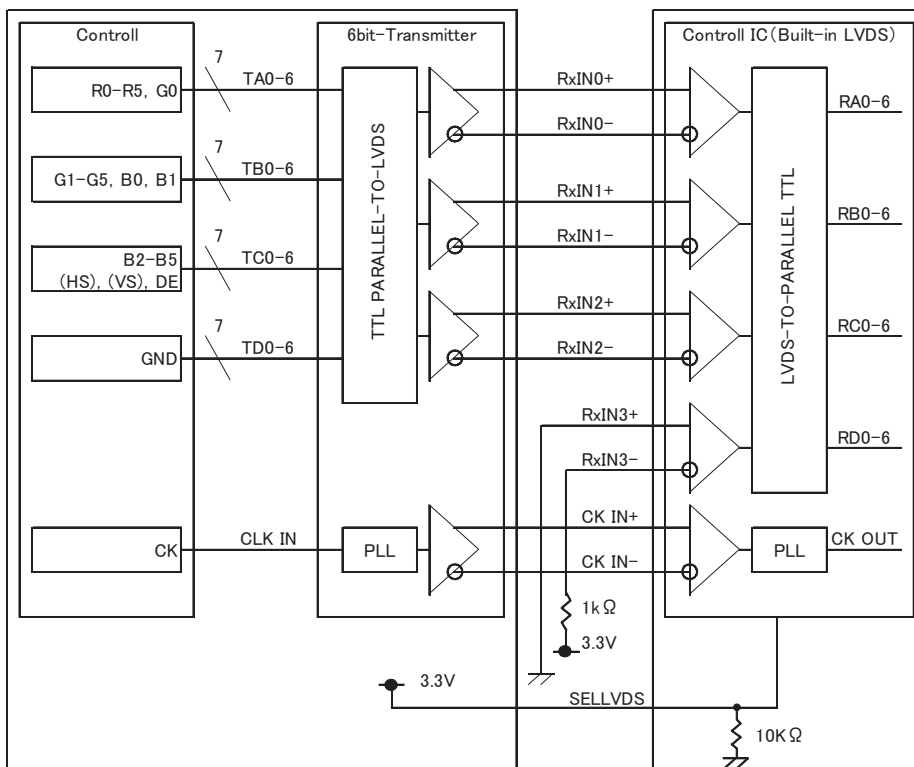 Controll
6bit-Transmitter
Controll IC(Built-in LVDS)
R0-R5, G0
7
TA0-6
RxIN0+
RxIN0-
RA0-6
G1-G5, B0, B1
7
TB0-6
RxIN1+
RxIN1-
RB0-6
B2-B5
(HS), (VS), DE
7
TC0-6
RxIN2+
RxIN2-
RC0-6
GND
7
TD0-6
TTL PARALLEL-TO-LVDS
LVDS-TO-PARALLEL TTL
RxIN3+
RxIN3-
RD0-6
CK
CLK IN
PLL
CK IN+
CK IN-
PLL
CK OUT
1kΩ
3.3V
3.3V
SELLVDS
10KΩ